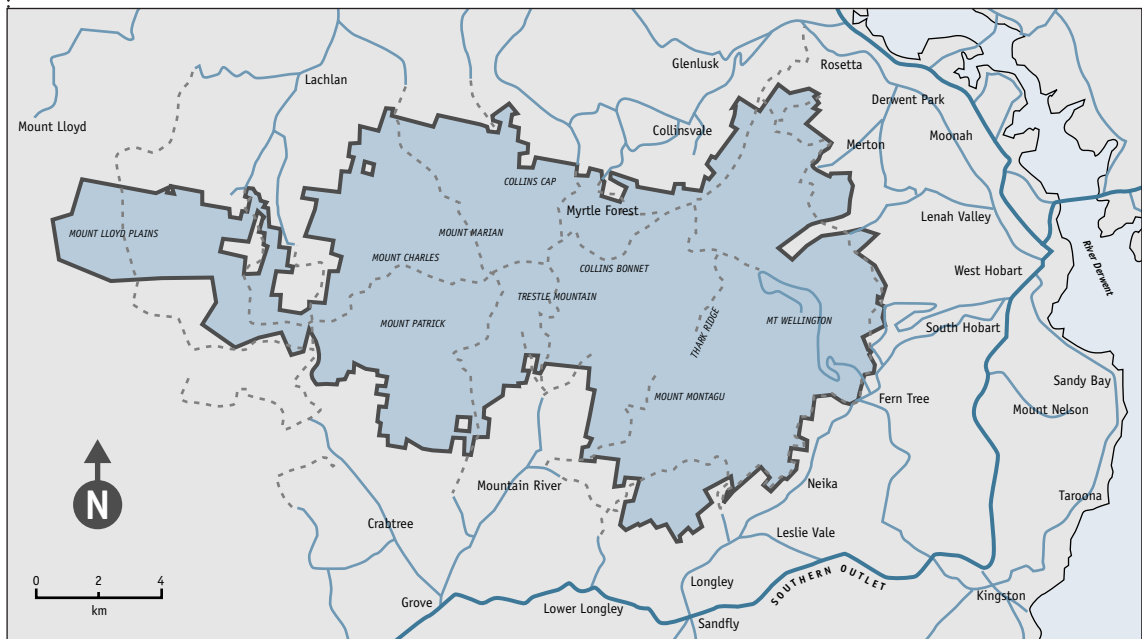 Glenlusk
Rosetta
Lachlan
Derwent Park
Mount Lloyd
Collinsvale
Moonah
Merton
COLLINS CAP
Myrtle Forest
Lenah Valley
MOUNT LLOYD PLAINS
MOUNT MARIAN
MOUNT CHARLES
COLLINS BONNET
West Hobart
River Derwent
TRESTLE MOUNTAIN
MOUNT PATRICK
THARK RIDGE
MT WELLINGTON
South Hobart
Sandy Bay
MOUNT MONTAGU
Fern Tree
Mount Nelson
N
Mountain River
Neika
Taroona
Crabtree
Leslie Vale
0 2 4
km
Longley
SOUTHERN OUTLET
Grove
Lower Longley
Kingston
Sandfly